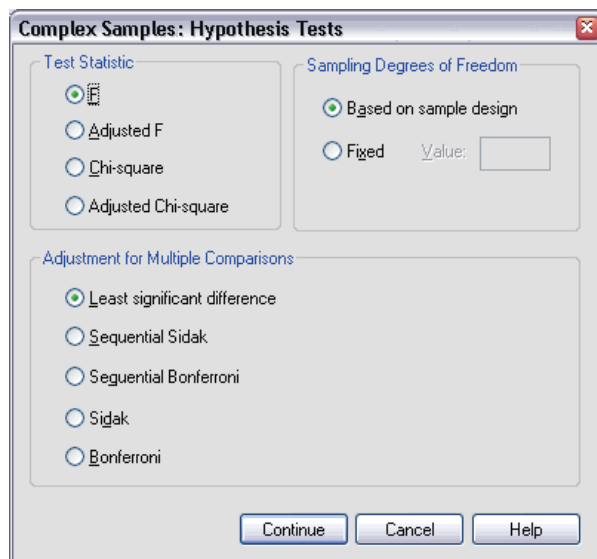 Complex Samples: Hypothesis Tests
Test Statistic
F
Adjusted F
Chi-square
Adjusted Chi-square
Sampling Degrees of Freedom
Based on sample design
Fixed Value:
Adjustment for Multiple Comparisons
Least significant difference
Sequential Sidak
Sequential Bonferroni
Sidak
Bonferroni
Continue Cancel Help